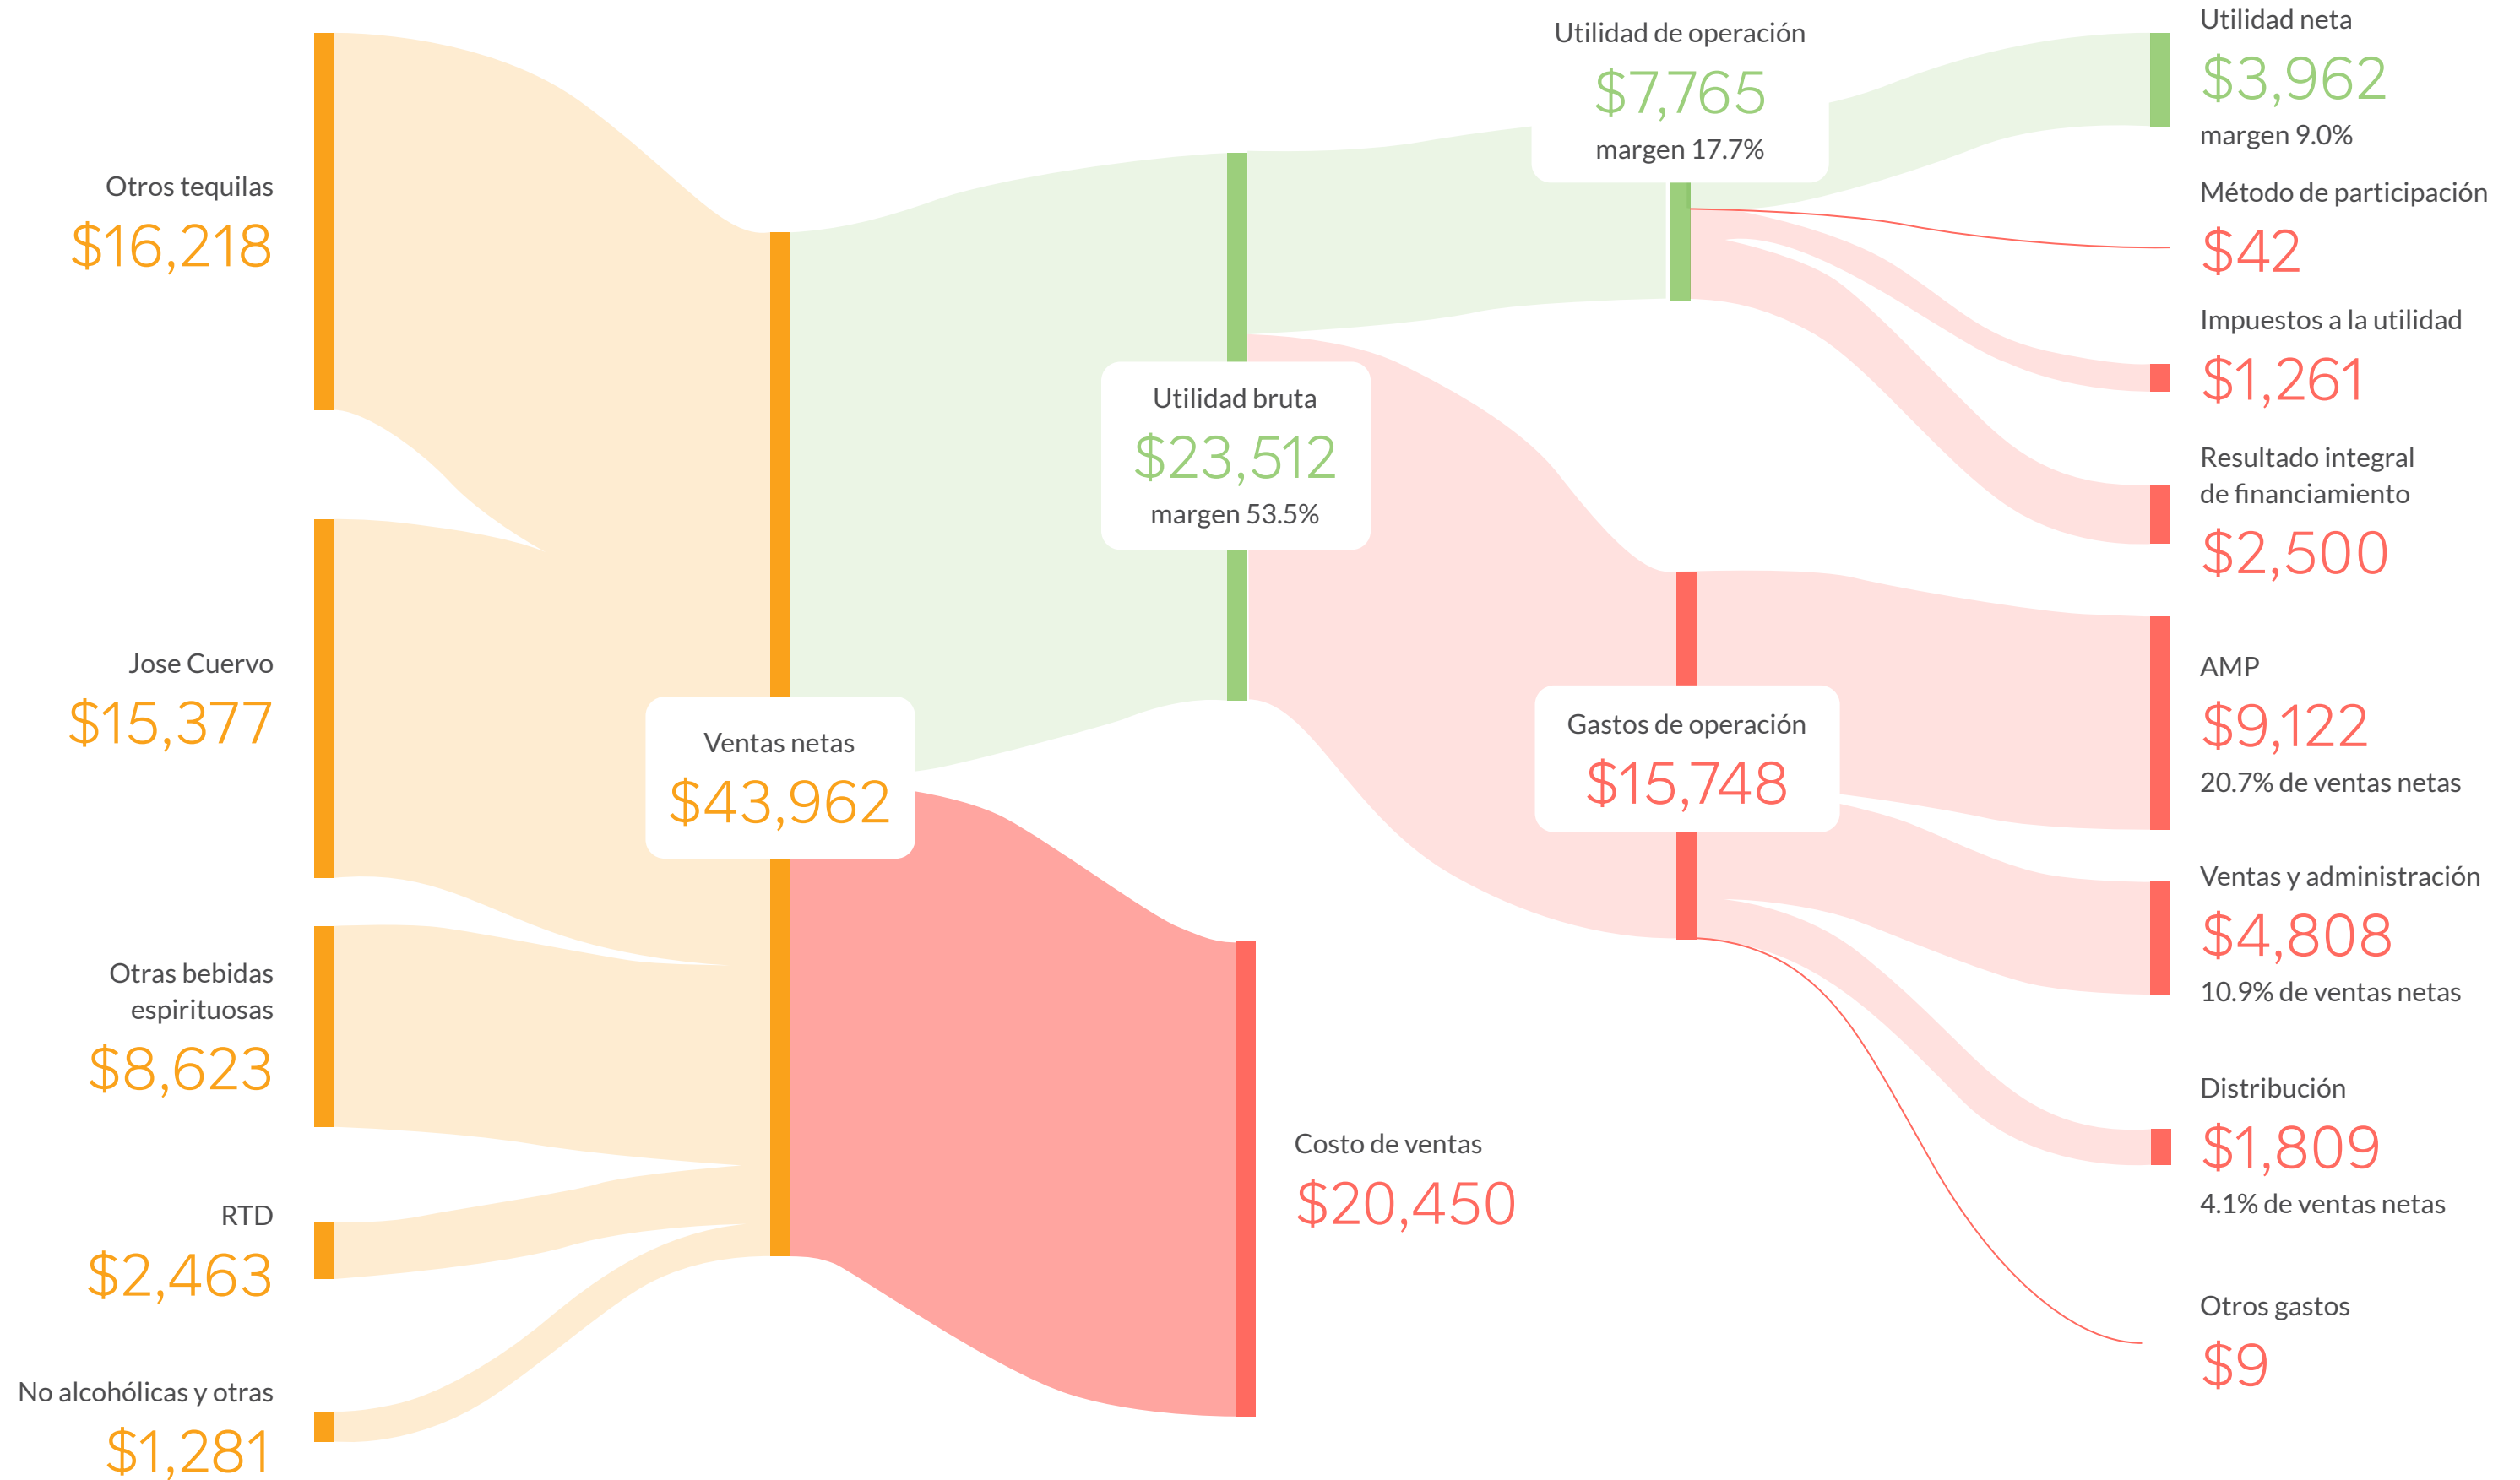 Otros tequilas
$16,218
Jose Cuervo
$15,377
Otras bebidas
espirituosas
$8,623
RTD
$2,463
No alcohólicas y otras
$1,281
Ventas netas
$43,962
Utilidad bruta
$23,512
margen 53.5%
Costo de ventas
$20,450
Utilidad de operación
$7,765
margen 17.7%
Gastos de operación
$15,748
Utilidad neta
$3,962
margen 9.0%
Método de participación
$42
Impuestos a la utilidad
$1,261
Resultado integral
de financiamiento
$2,500
AMP
$9,122
20.7% de ventas netas
Ventas y administración
$4,808
10.9% de ventas netas
Distribución
$1,809
4.1% de ventas netas
Otros gastos
$9